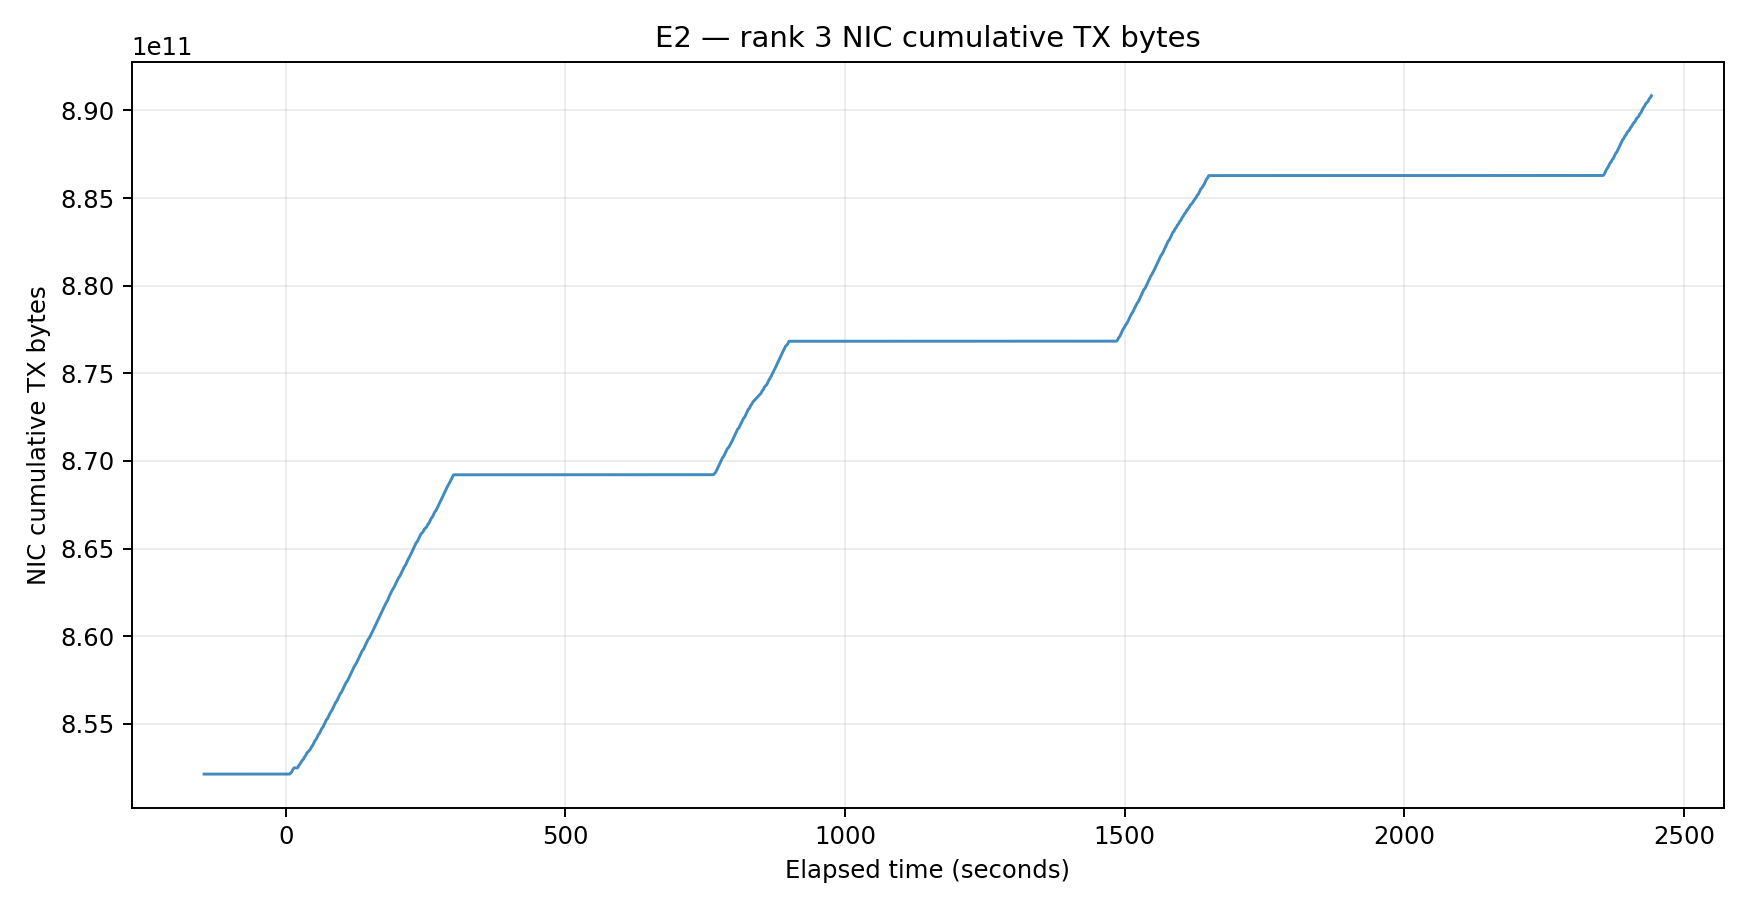 E2 — rank 3 NIC cumulative TX bytes
1e11
8.90
8.85
8.80
8.75
8.70
8.65
8.60
8.55
NIC cumulative TX bytes
0 500 1000 1500 2000 2500
Elapsed time (seconds)